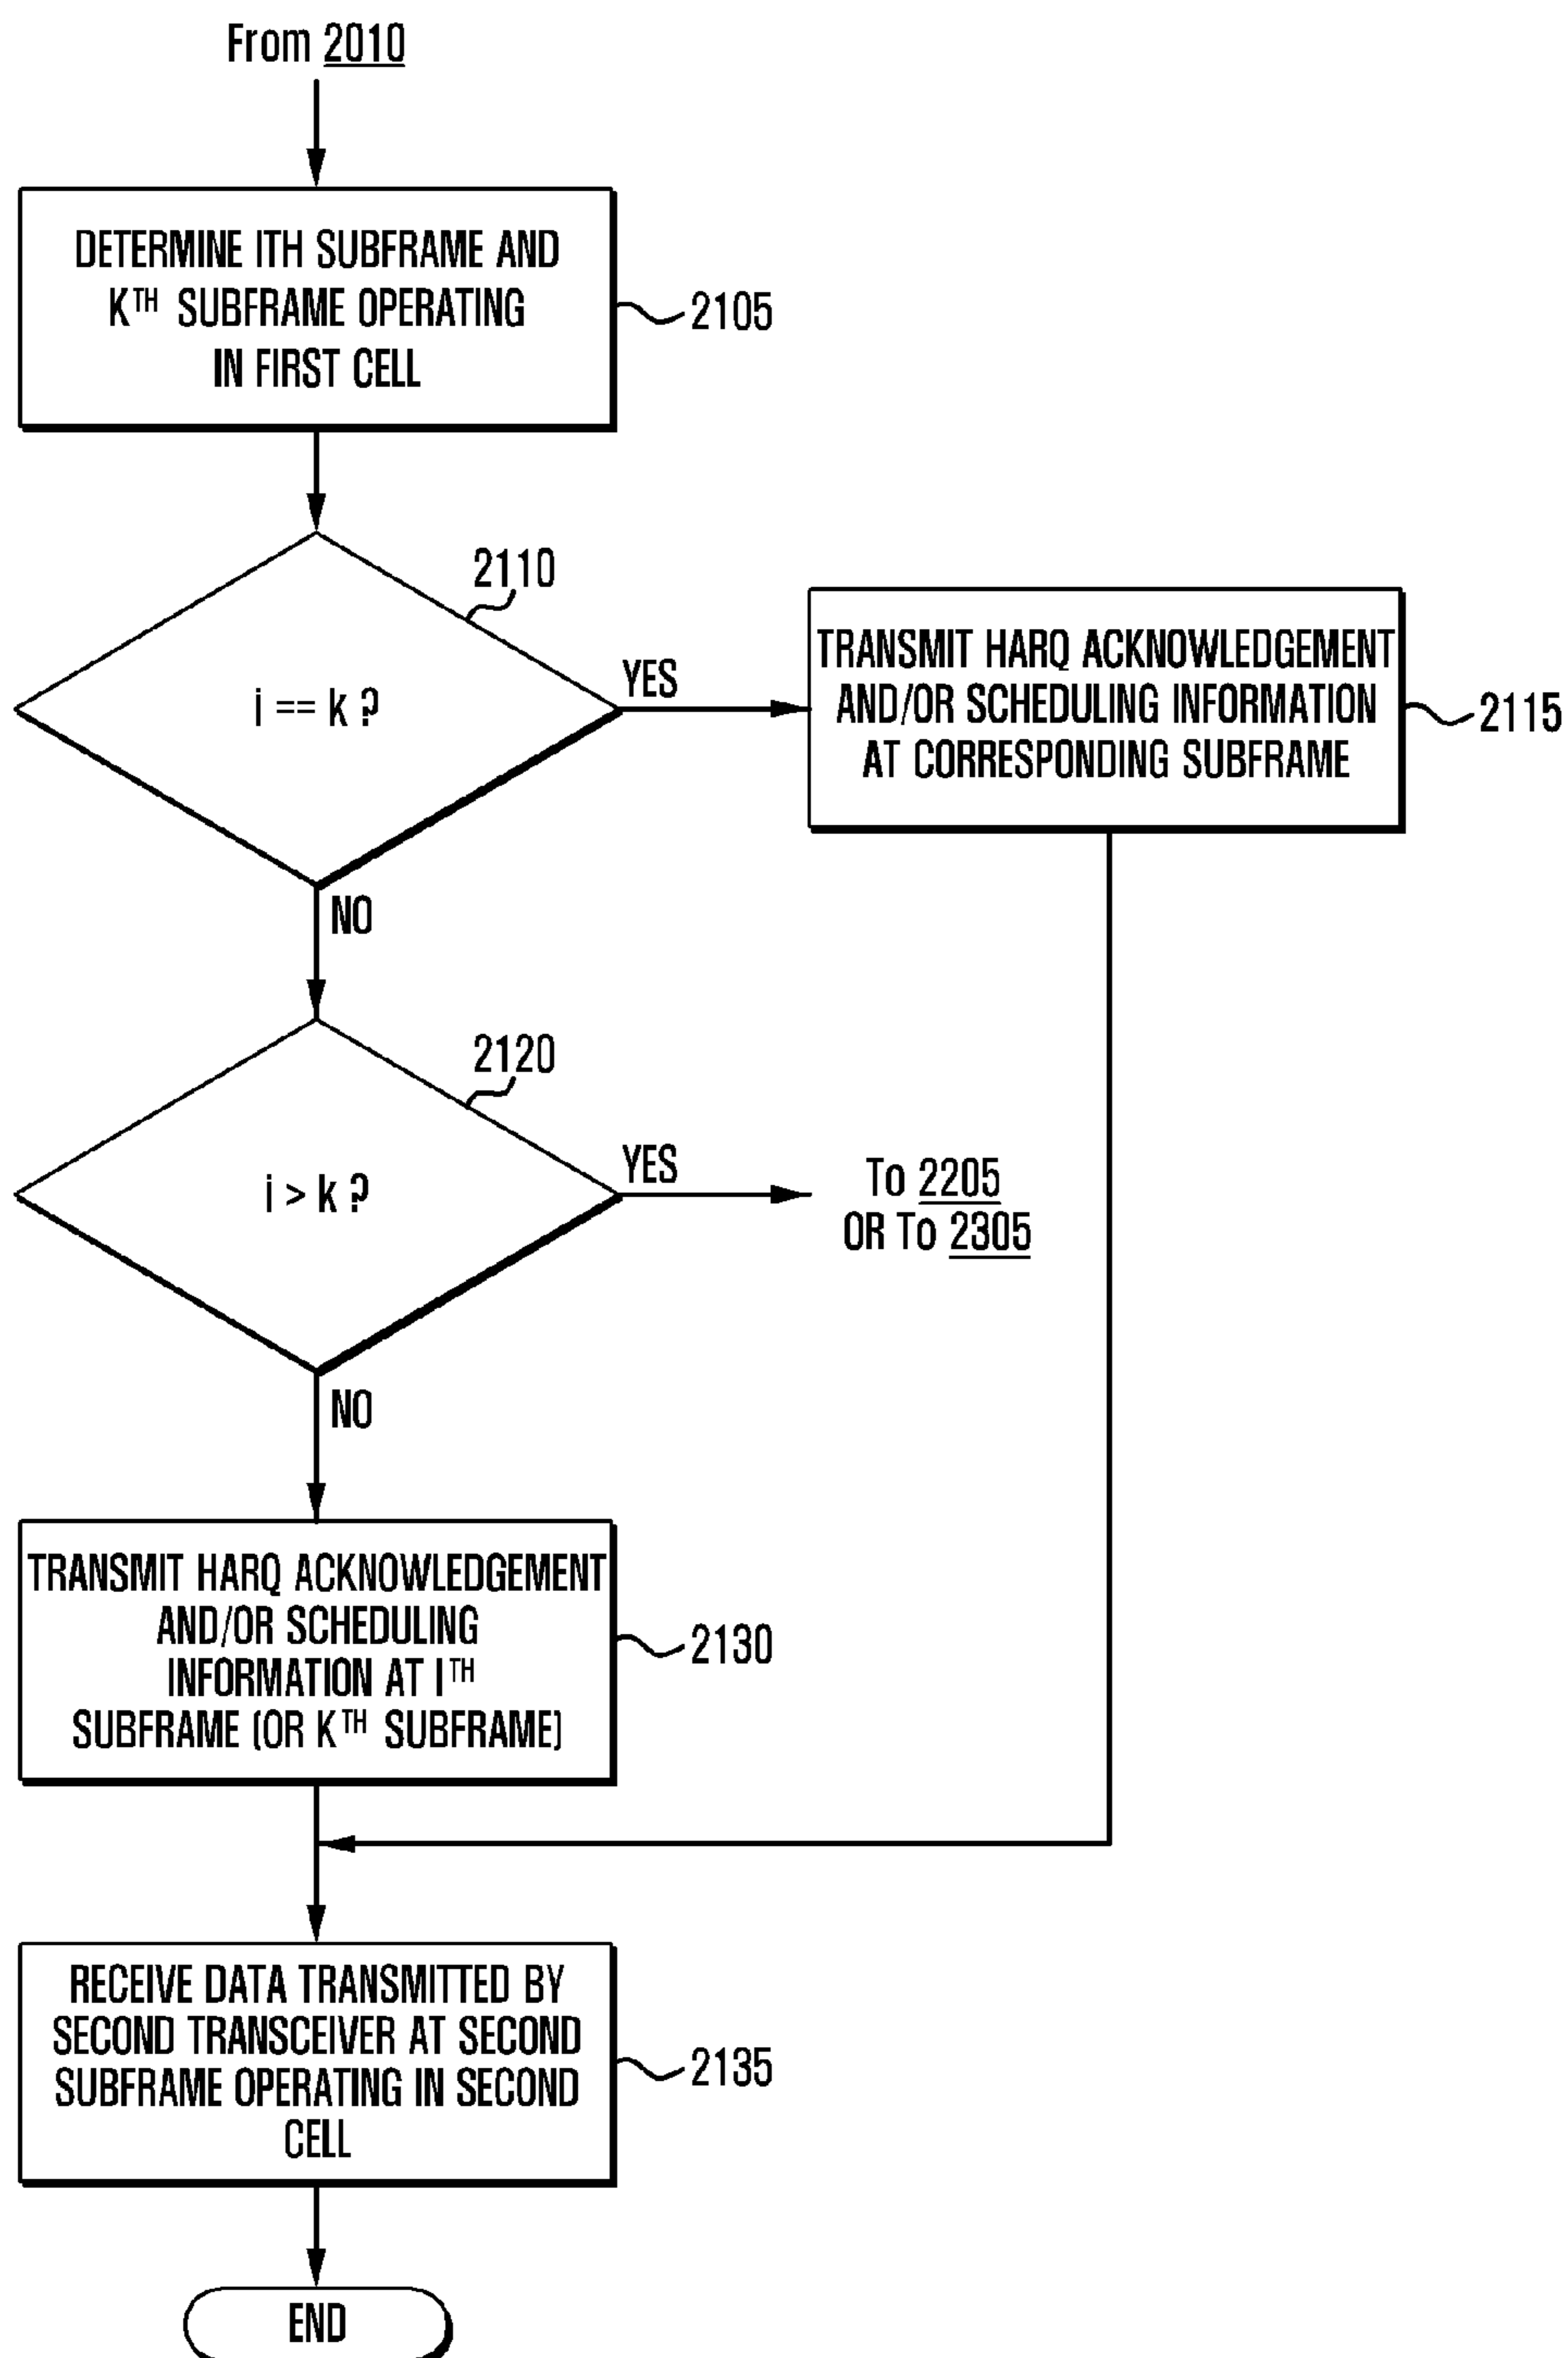 From 2010
DETERMINE ITH SUBFRAME AND
KTH SUBFRAME OPERATING
IN FIRST CELL
2105
2110
i == k ?
YES
TRANSMIT HARQ ACKNOWLEDGEMENT
AND/OR SCHEDULING INFORMATION
AT CORRESPONDING SUBFRAME
2115
NO
2120
i > k ?
YES
To 2205
OR To 2305
NO
TRANSMIT HARQ ACKNOWLEDGEMENT
AND/OR SCHEDULING
INFORMATION AT ITH
SUBFRAME (OR KTH SUBFRAME)
2130
RECEIVE DATA TRANSMITTED BY
SECOND TRANSCEIVER AT SECOND
SUBFRAME OPERATING IN SECOND
CELL
2135
END